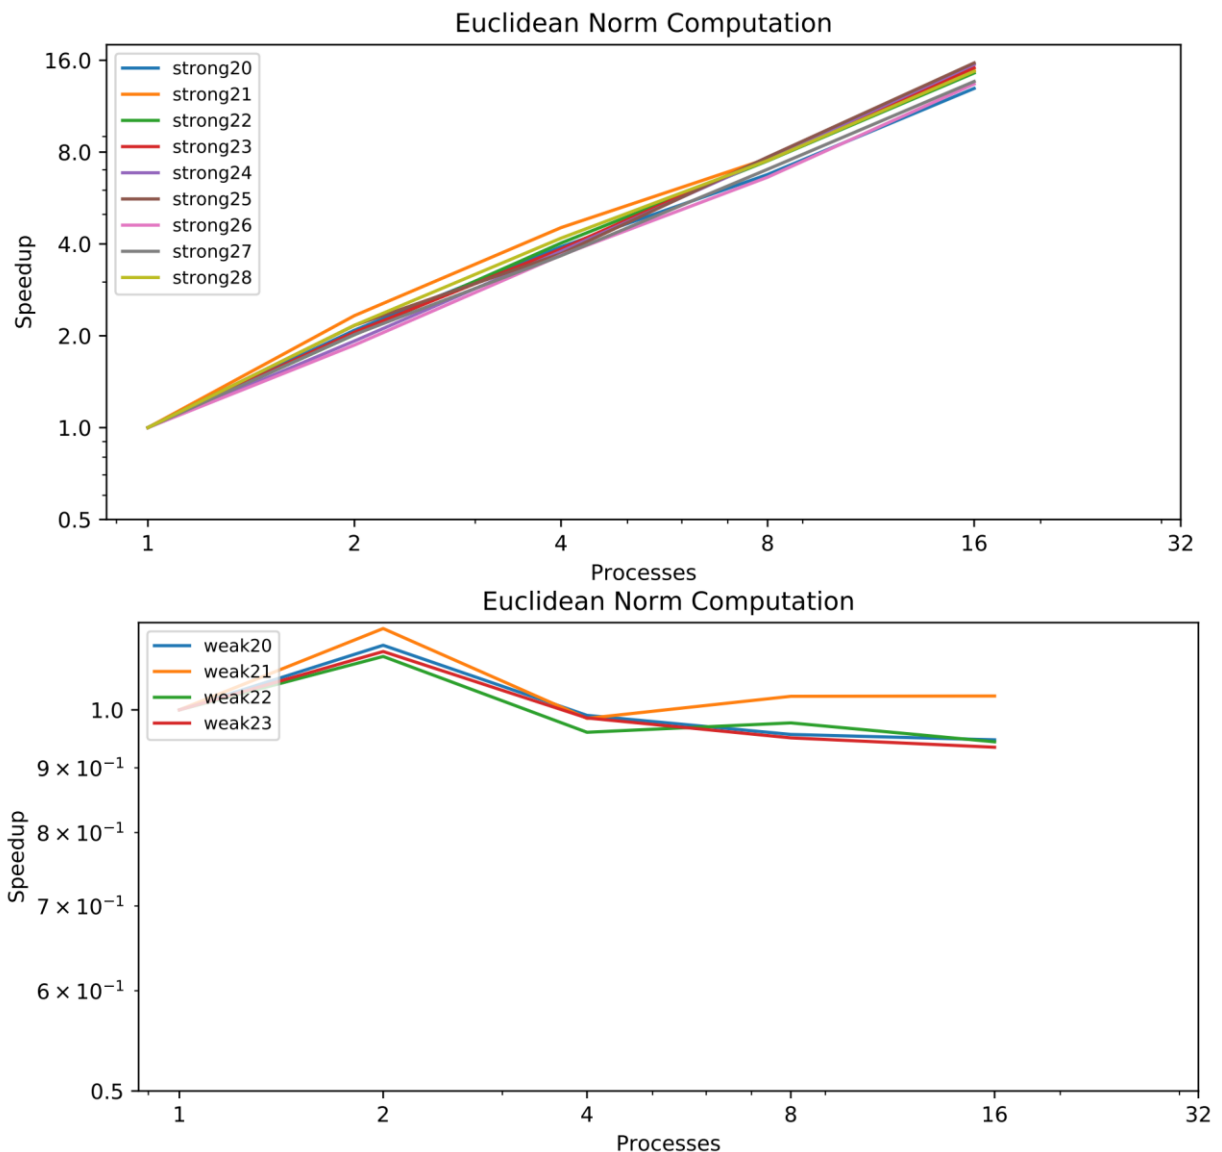 Euclidean Norm Computation
16.0
8.0
4.0
2.0
1.0
0.5
Speedup
strong20
strong21
strong22
strong23
strong24
strong25
strong26
strong27
strong28
1 2 4 8 16 32
Processes
Euclidean Norm Computation
1.0
9 × 10⁻¹
8 × 10⁻¹
7 × 10⁻¹
6 × 10⁻¹
0.5
Speedup
weak20
weak21
weak22
weak23
1 2 4 8 16 32
Processes